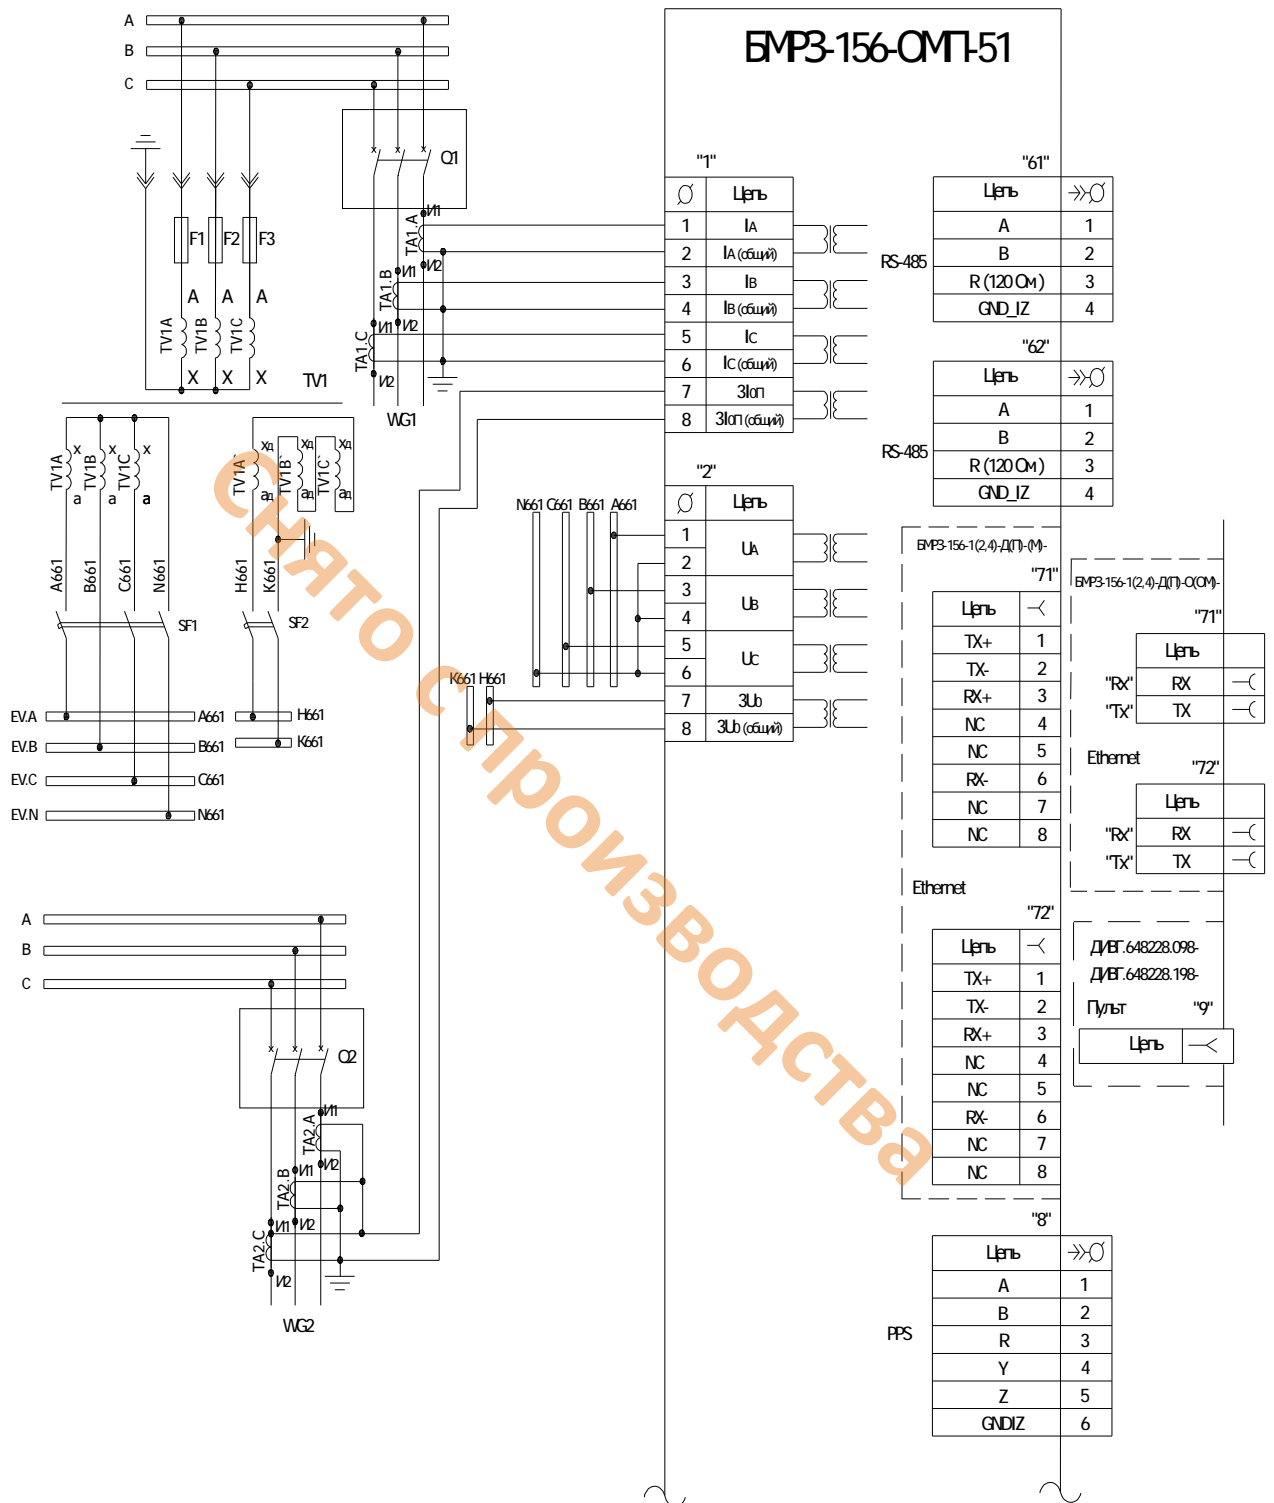 БМРЗ-156-ОМП-51
A
B
C
Q1
F1
F2
F3
A
A
A
TV1A
TV1B
TV1C
X
X
X
TV1
И1
TA1.A
И2
И1
TA1.B
И2
И1
TA1.C
И2
WG1
"1"
Цепь
1 IA
2 IA (общий)
3 IB
4 IB (общий)
5 IC
6 IC (общий)
7 3I0П
8 3I0П (общий)
"2"
Цепь
1
2
UA
3
4
UB
5
6
UC
7 3U0
8 3U0 (общий)
N661 C661 B661 A661
K661 H661
TV1A
TV1B
TV1C
x
x
x
a
a
a
TV1A`
TV1B`
TV1C`
xд
xд
xд
aд
aд
aд
A661
B661
C661
N661
H661
K661
SF1
SF2
EV.A A661
EV.B B661
EV.C C661
EV.N N661
H661
K661
A
B
C
Q2
И1
TA2.A
И2
И1
TA2.B
И2
И1
TA2.C
И2
WG2
"61"
RS-485
Цепь
A 1
B 2
R (120 Ом) 3
GND_IZ 4
"62"
RS-485
Цепь
A 1
B 2
R (120 Ом) 3
GND_IZ 4
БМРЗ-156-1(2,4)-Д(П)-(М)-
"71"
Цепь
TX+ 1
TX- 2
RX+ 3
NC 4
NC 5
RX- 6
NC 7
NC 8
Ethernet
"72"
Цепь
TX+ 1
TX- 2
RX+ 3
NC 4
NC 5
RX- 6
NC 7
NC 8
БМРЗ-156-1(2,4)-Д(П)-О(ОМ)-
"71"
Цепь
"Rx" RX
"Tx" TX
Ethernet
"72"
Цепь
"Rx" RX
"Tx" TX
ДИВГ.648228.098-
ДИВГ.648228.198-
Пульт "9"
Цепь
"8"
PPS
Цепь
A 1
B 2
R 3
Y 4
Z 5
GNDIZ 6
Снято с производства